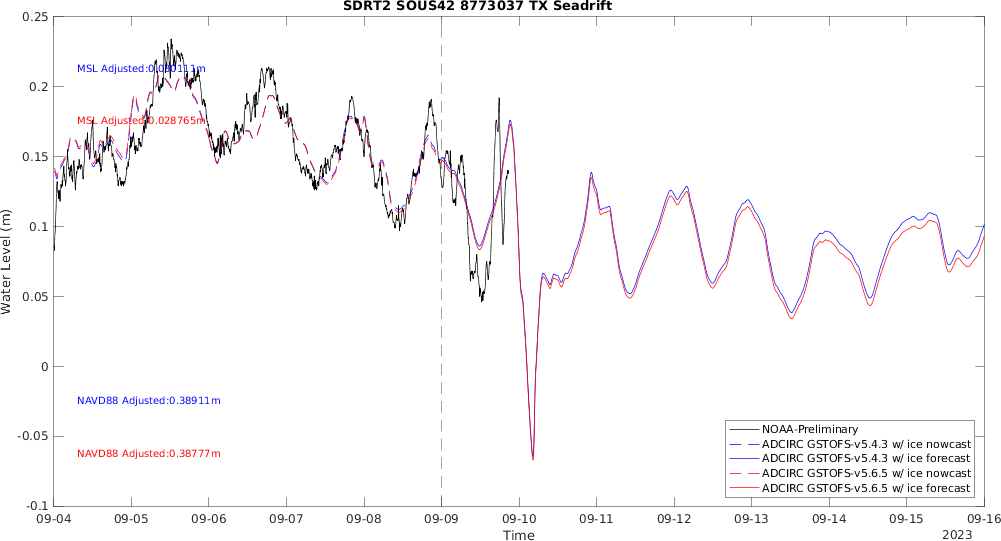 SDRT2 SOUS42 8773037 TX Seadrift
0.25
0.2
0.15
0.1
0.05
0
-0.05
-0.1
Water Level (m)
MSL Adjusted:0.030111m
MSL Adjusted:0.028765m
NAVD88 Adjusted:0.38911m
NAVD88 Adjusted:0.38777m
NOAA-Preliminary
ADCIRC GSTOFS-v5.4.3 w/ ice nowcast
ADCIRC GSTOFS-v5.4.3 w/ ice forecast
ADCIRC GSTOFS-v5.6.5 w/ ice nowcast
ADCIRC GSTOFS-v5.6.5 w/ ice forecast
09-04 09-05 09-06 09-07 09-08 09-09 09-10 09-11 09-12 09-13 09-14 09-15 09-16
Time
2023